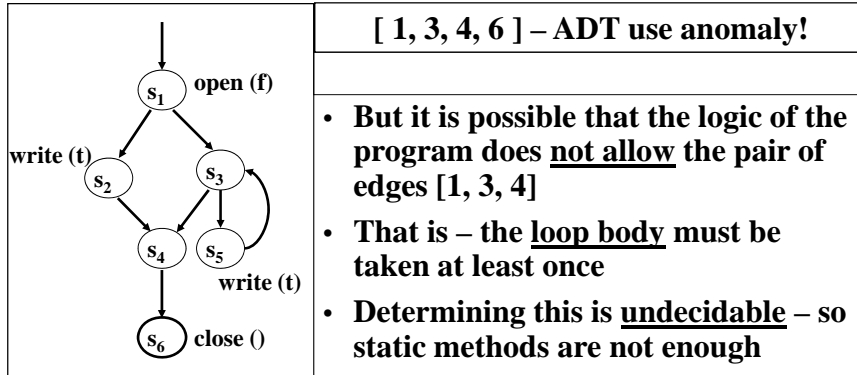 s1
open (f)
write (t)
s2
s3
s4
s5
write (t)
s6
close ()
[ 1, 3, 4, 6 ] – ADT use anomaly!
• But it is possible that the logic of the
program does not allow the pair of
edges [1, 3, 4]
• That is – the loop body must be
taken at least once
• Determining this is undecidable – so
static methods are not enough